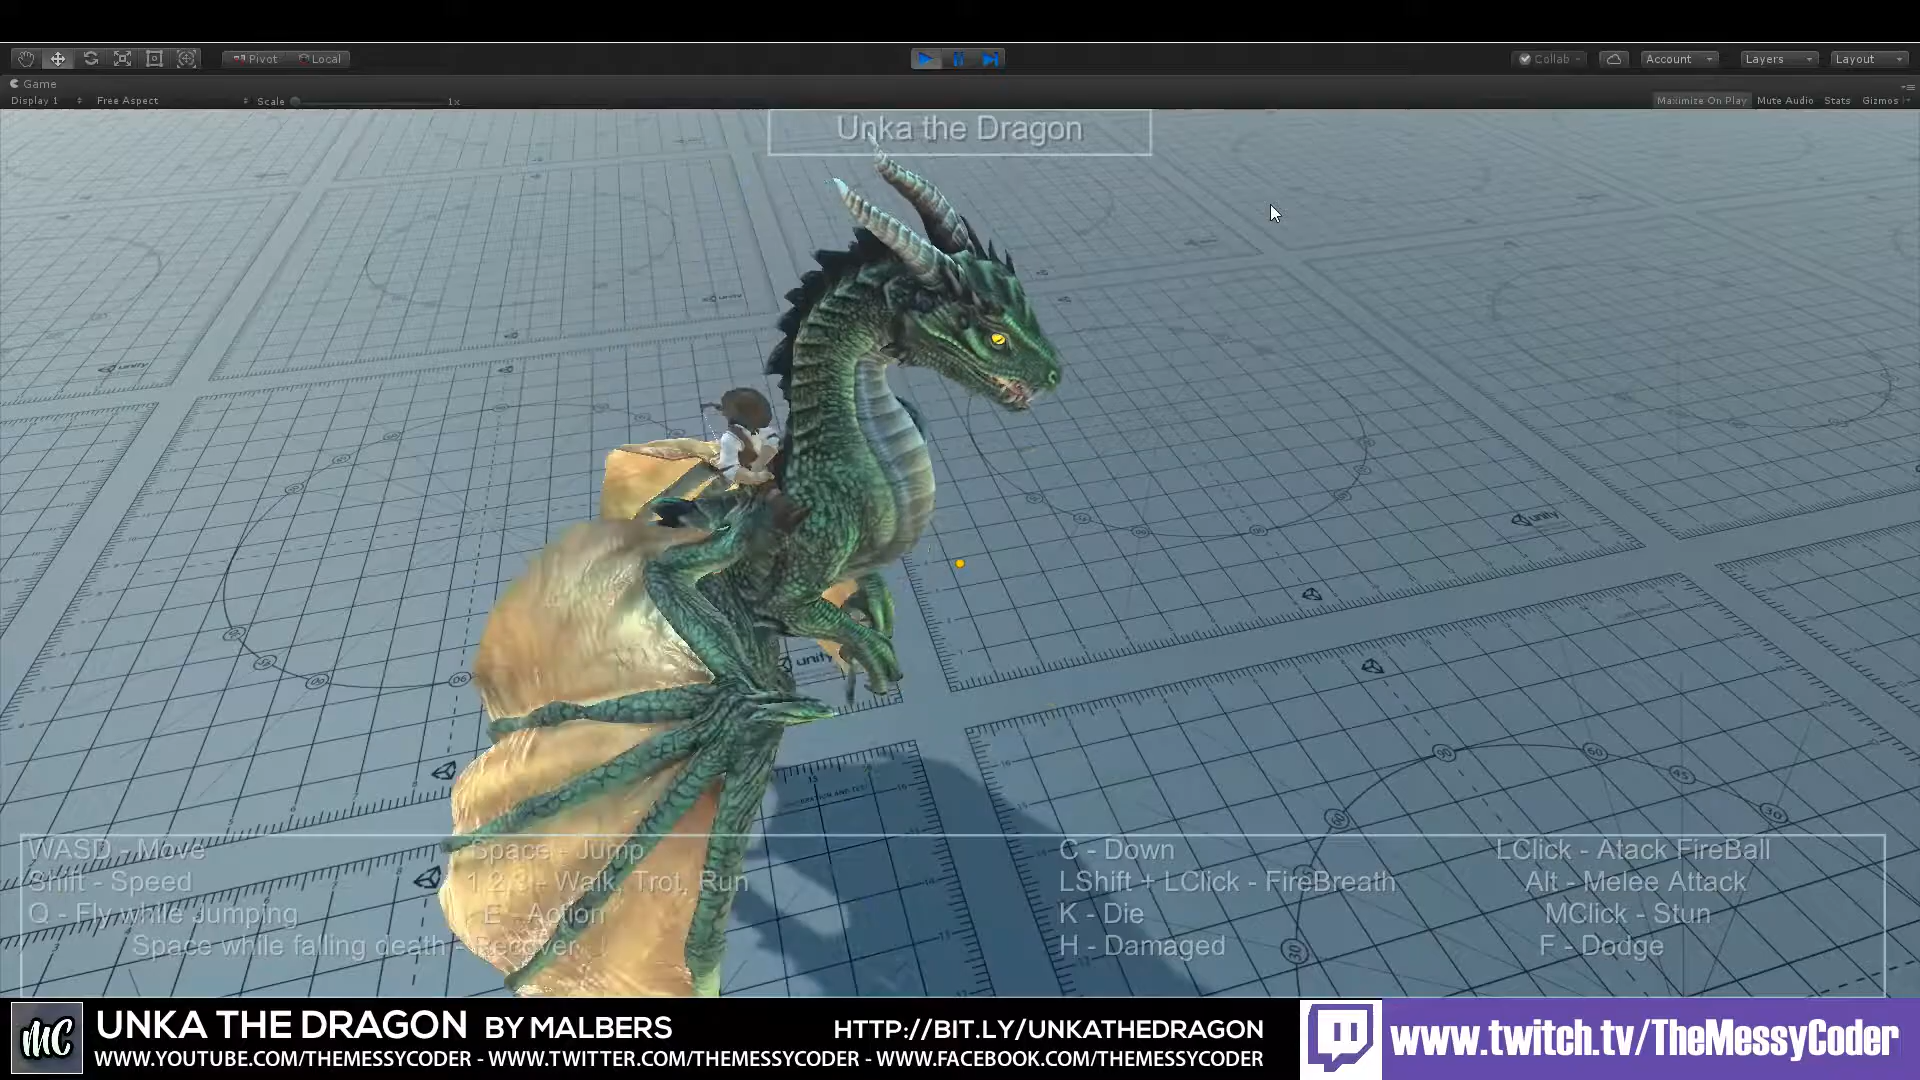 Pivot Local Collab Account Layers Layout
Game
Display 1 Free Aspect Scale 1x Maximize On Play Mute Audio Stats Gizmos
Unka the Dragon
unity
unity
unity
unity
WASD - Move Space - Jump C - Down LClick - Atack FireBall
Shift - Speed 1 2 3 - Walk, Trot, Run LShift + LClick - FireBreath Alt - Melee Attack
Q - Fly while Jumping E - Action K - Die MClick - Stun
Space while falling death - Recover H - Damaged F - Dodge
MC UNKA THE DRAGON BY MALBERS HTTP://BIT.LY/UNKATHEDRAGON www.twitch.tv/TheMessyCoder
WWW.YOUTUBE.COM/THEMESSYCODER - WWW.TWITTER.COM/THEMESSYCODER - WWW.FACEBOOK.COM/THEMESSYCODER